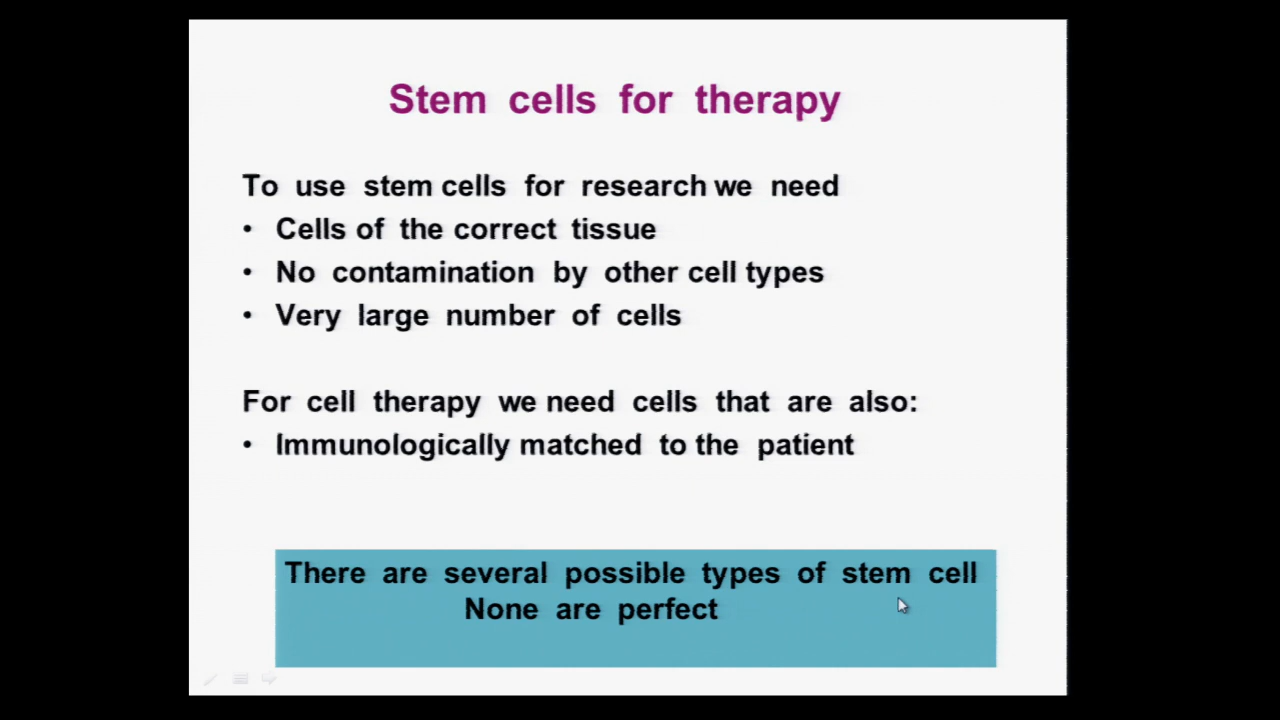 Stem cells for therapy
To use stem cells for research we need
• Cells of the correct tissue
• No contamination by other cell types
• Very large number of cells
For cell therapy we need cells that are also:
• Immunologically matched to the patient
There are several possible types of stem cell
None are perfect